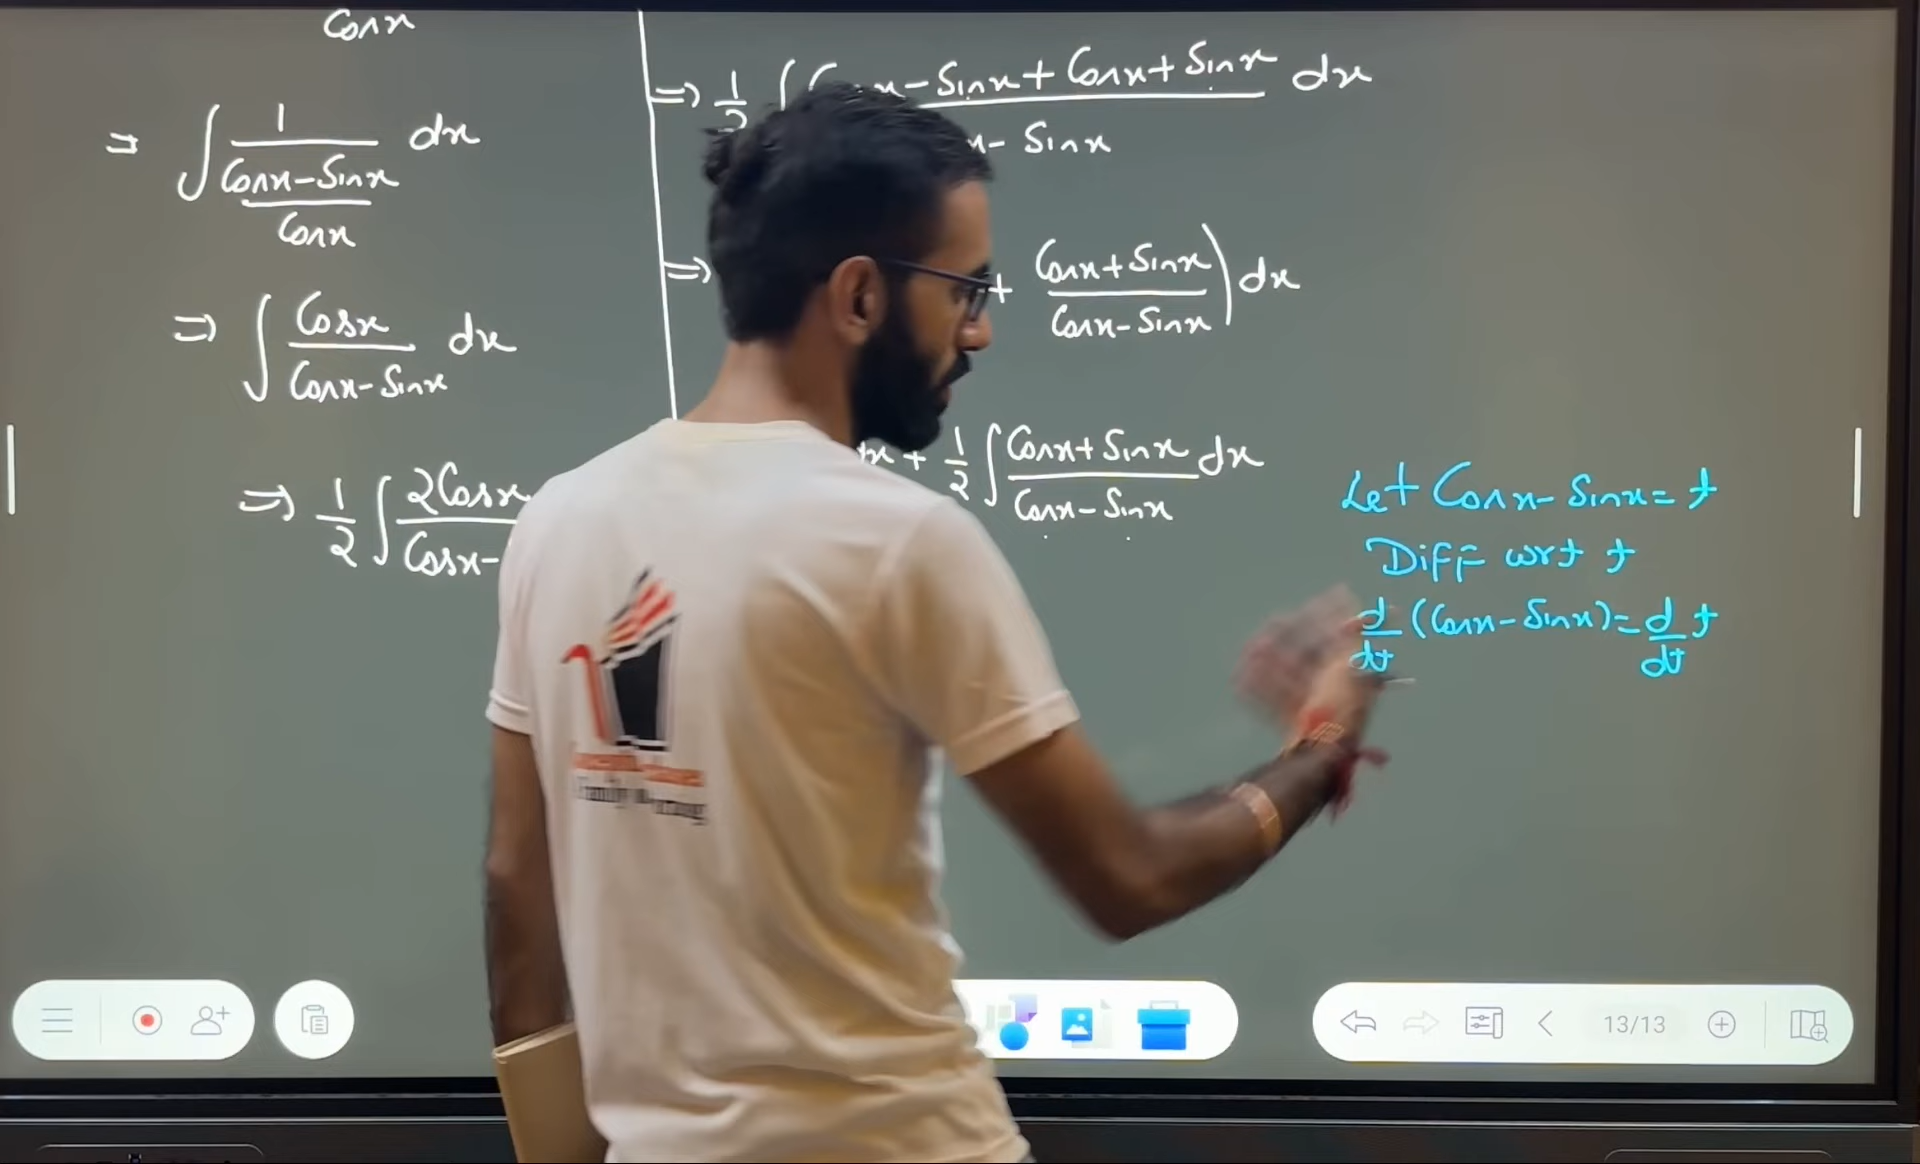 Cosx
⇒ ∫ 1/((Cosx-Sinx)/Cosx) dx
⇒ ∫ Cosx/(Cosx-Sinx) dx
⇒ 1/2 ∫ 2Cosx/Cosx-
⇒ 1/2 ∫ x-Sinx+Cosx+Sinx/x-Sinx dx
⇒ + (Cosx+Sinx)/(Cosx-Sinx)) dx
dx + 1/2 ∫ (Cosx+Sinx)/(Cosx-Sinx) dx
Let Cosx-Sinx=t
Diff wrt t
d/dt (Cosx-Sinx)=d/dt t
Family
13/13